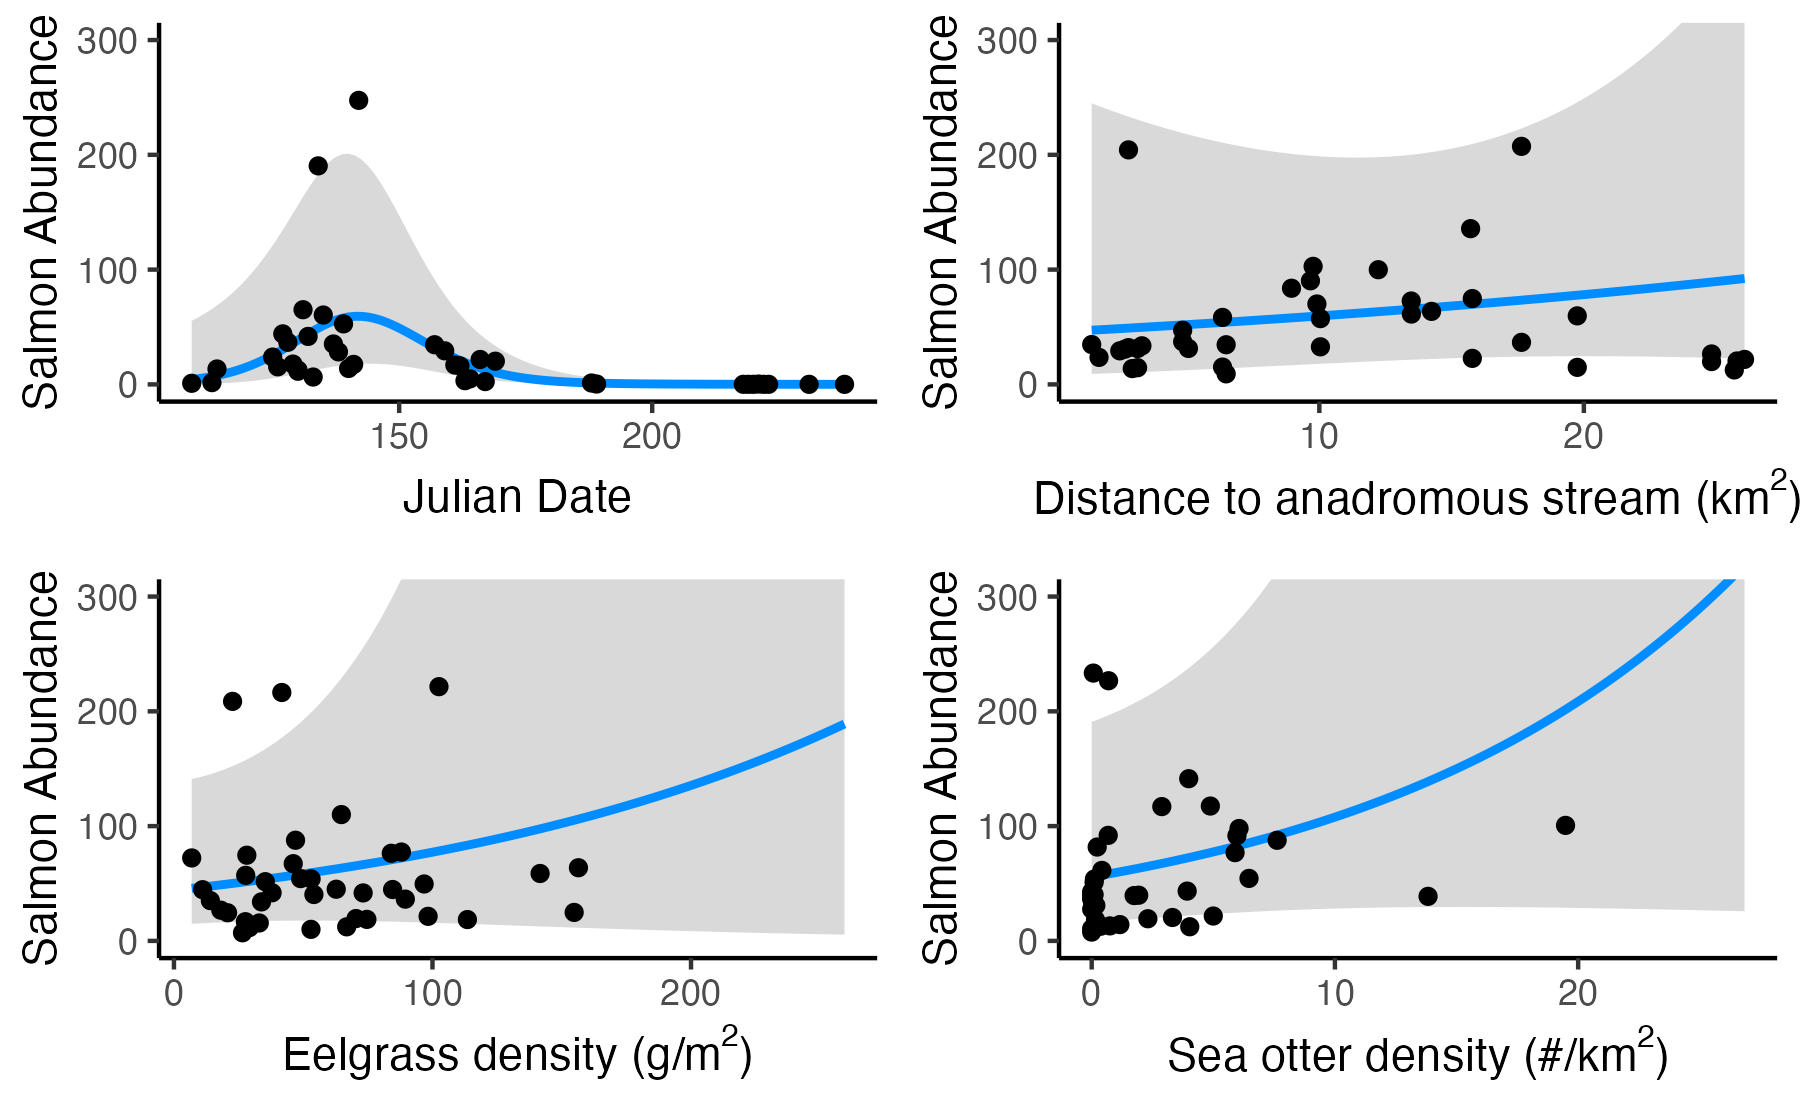 Salmon Abundance
300
200
100
0
150 200
Julian Date
Salmon Abundance
300
200
100
0
10 20
Distance to anadromous stream (km²)
Salmon Abundance
300
200
100
0
0 100 200
Eelgrass density (g/m²)
Salmon Abundance
300
200
100
0
0 10 20
Sea otter density (#/km²)